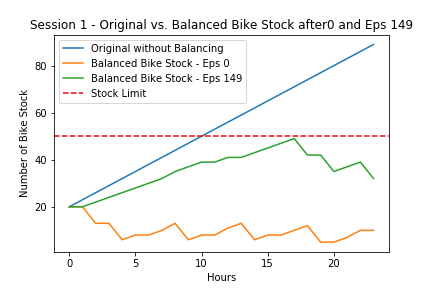 Session 1 - Original vs. Balanced Bike Stock after0 and Eps 149
Original without Balancing
Balanced Bike Stock - Eps 0
Balanced Bike Stock - Eps 149
Stock Limit
Number of Bike Stock
80
60
40
20
0 5 10 15 20
Hours